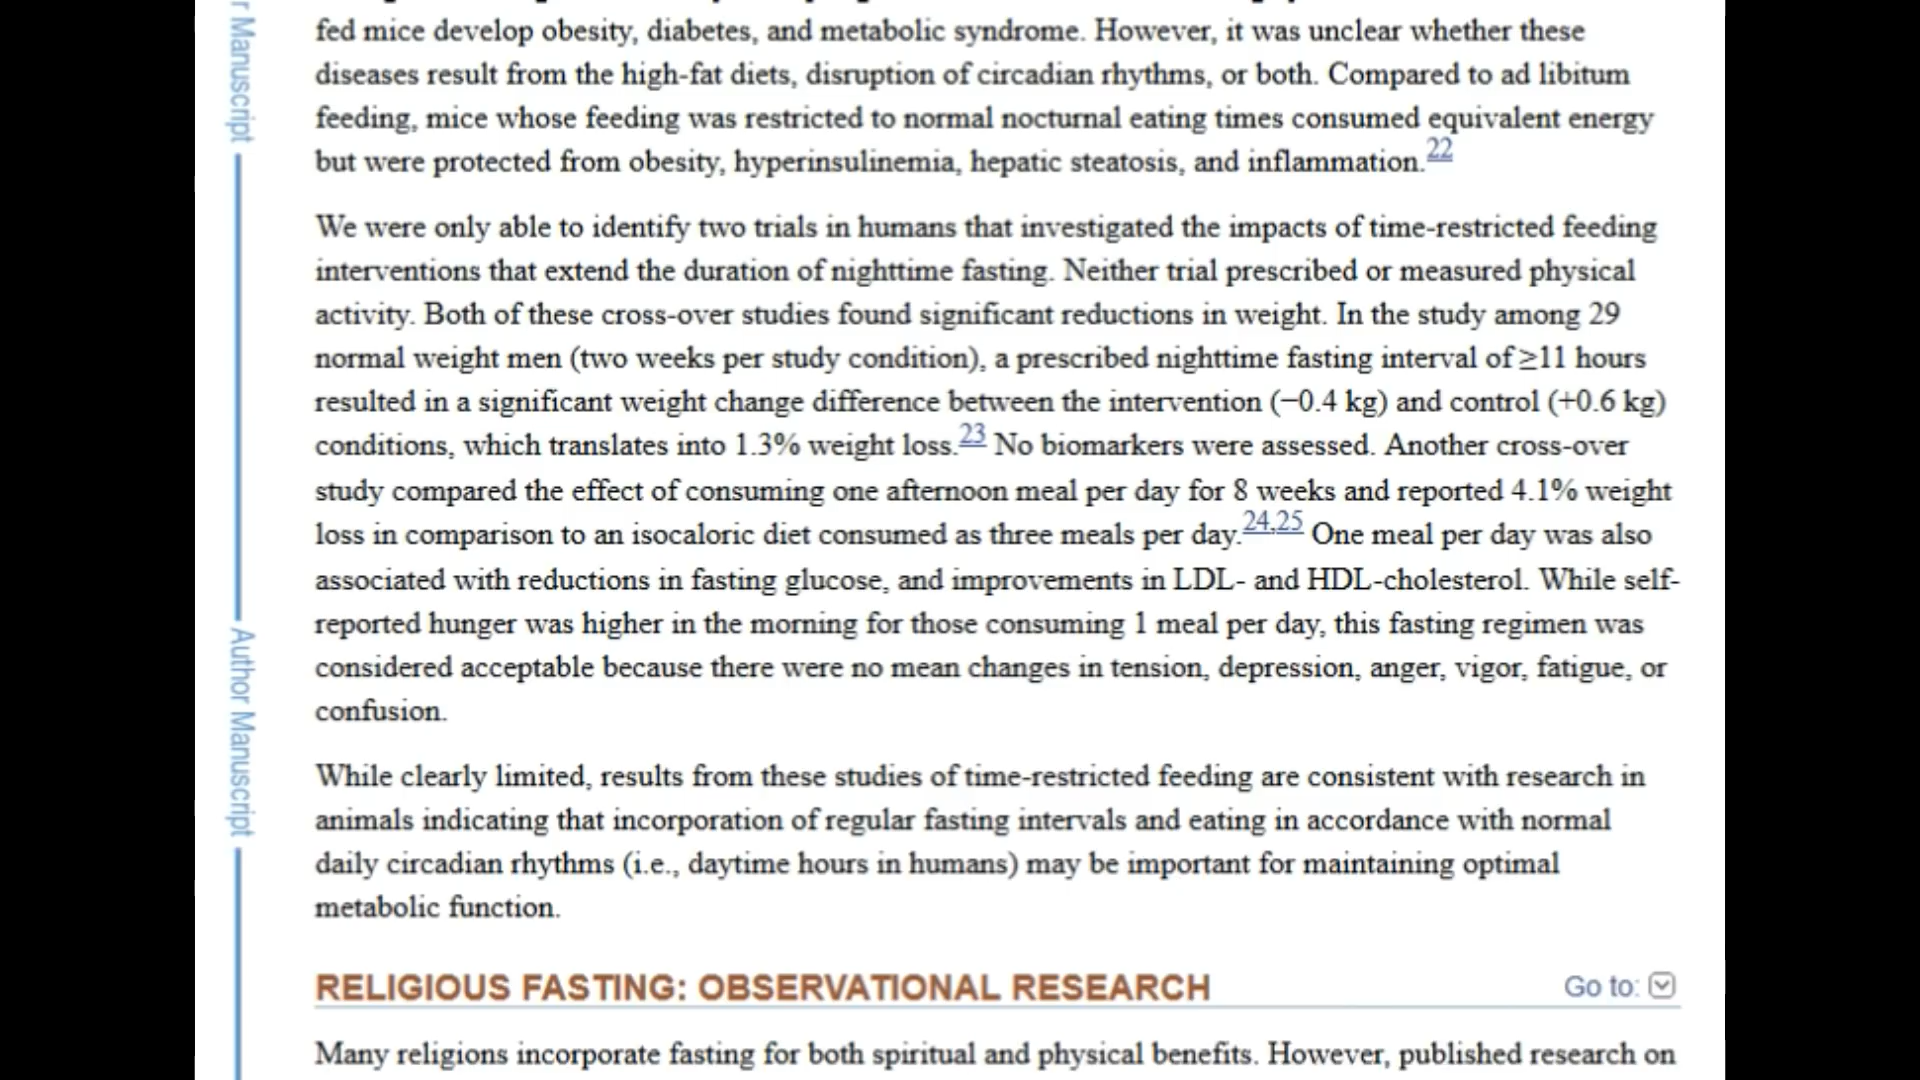 r Manuscript
fed mice develop obesity, diabetes, and metabolic syndrome. However, it was unclear whether these
diseases result from the high-fat diets, disruption of circadian rhythms, or both. Compared to ad libitum
feeding, mice whose feeding was restricted to normal nocturnal eating times consumed equivalent energy
but were protected from obesity, hyperinsulinemia, hepatic steatosis, and inflammation.22
We were only able to identify two trials in humans that investigated the impacts of time-restricted feeding
interventions that extend the duration of nighttime fasting. Neither trial prescribed or measured physical
activity. Both of these cross-over studies found significant reductions in weight. In the study among 29
normal weight men (two weeks per study condition), a prescribed nighttime fasting interval of ≥11 hours
resulted in a significant weight change difference between the intervention (−0.4 kg) and control (+0.6 kg)
conditions, which translates into 1.3% weight loss.23 No biomarkers were assessed. Another cross-over
study compared the effect of consuming one afternoon meal per day for 8 weeks and reported 4.1% weight
loss in comparison to an isocaloric diet consumed as three meals per day.24,25 One meal per day was also
associated with reductions in fasting glucose, and improvements in LDL- and HDL-cholesterol. While self-
reported hunger was higher in the morning for those consuming 1 meal per day, this fasting regimen was
considered acceptable because there were no mean changes in tension, depression, anger, vigor, fatigue, or
confusion.
Author Manuscript
While clearly limited, results from these studies of time-restricted feeding are consistent with research in
animals indicating that incorporation of regular fasting intervals and eating in accordance with normal
daily circadian rhythms (i.e., daytime hours in humans) may be important for maintaining optimal
metabolic function.
RELIGIOUS FASTING: OBSERVATIONAL RESEARCH
Go to:
Many religions incorporate fasting for both spiritual and physical benefits. However, published research on